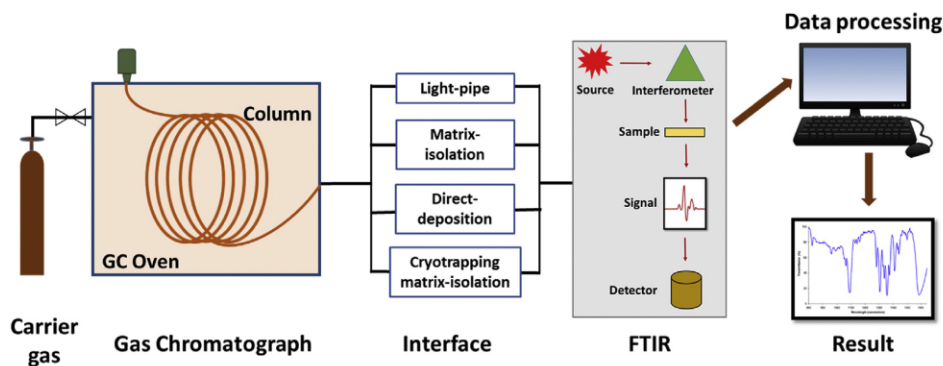 Data processing
Source
Interferometer
Column
Light-pipe
Matrix-
isolation
Sample
Direct-
deposition
Signal
GC Oven
Cryotrapping
matrix-isolation
Detector
Carrier
gas
Gas Chromatograph
Interface
FTIR
Result